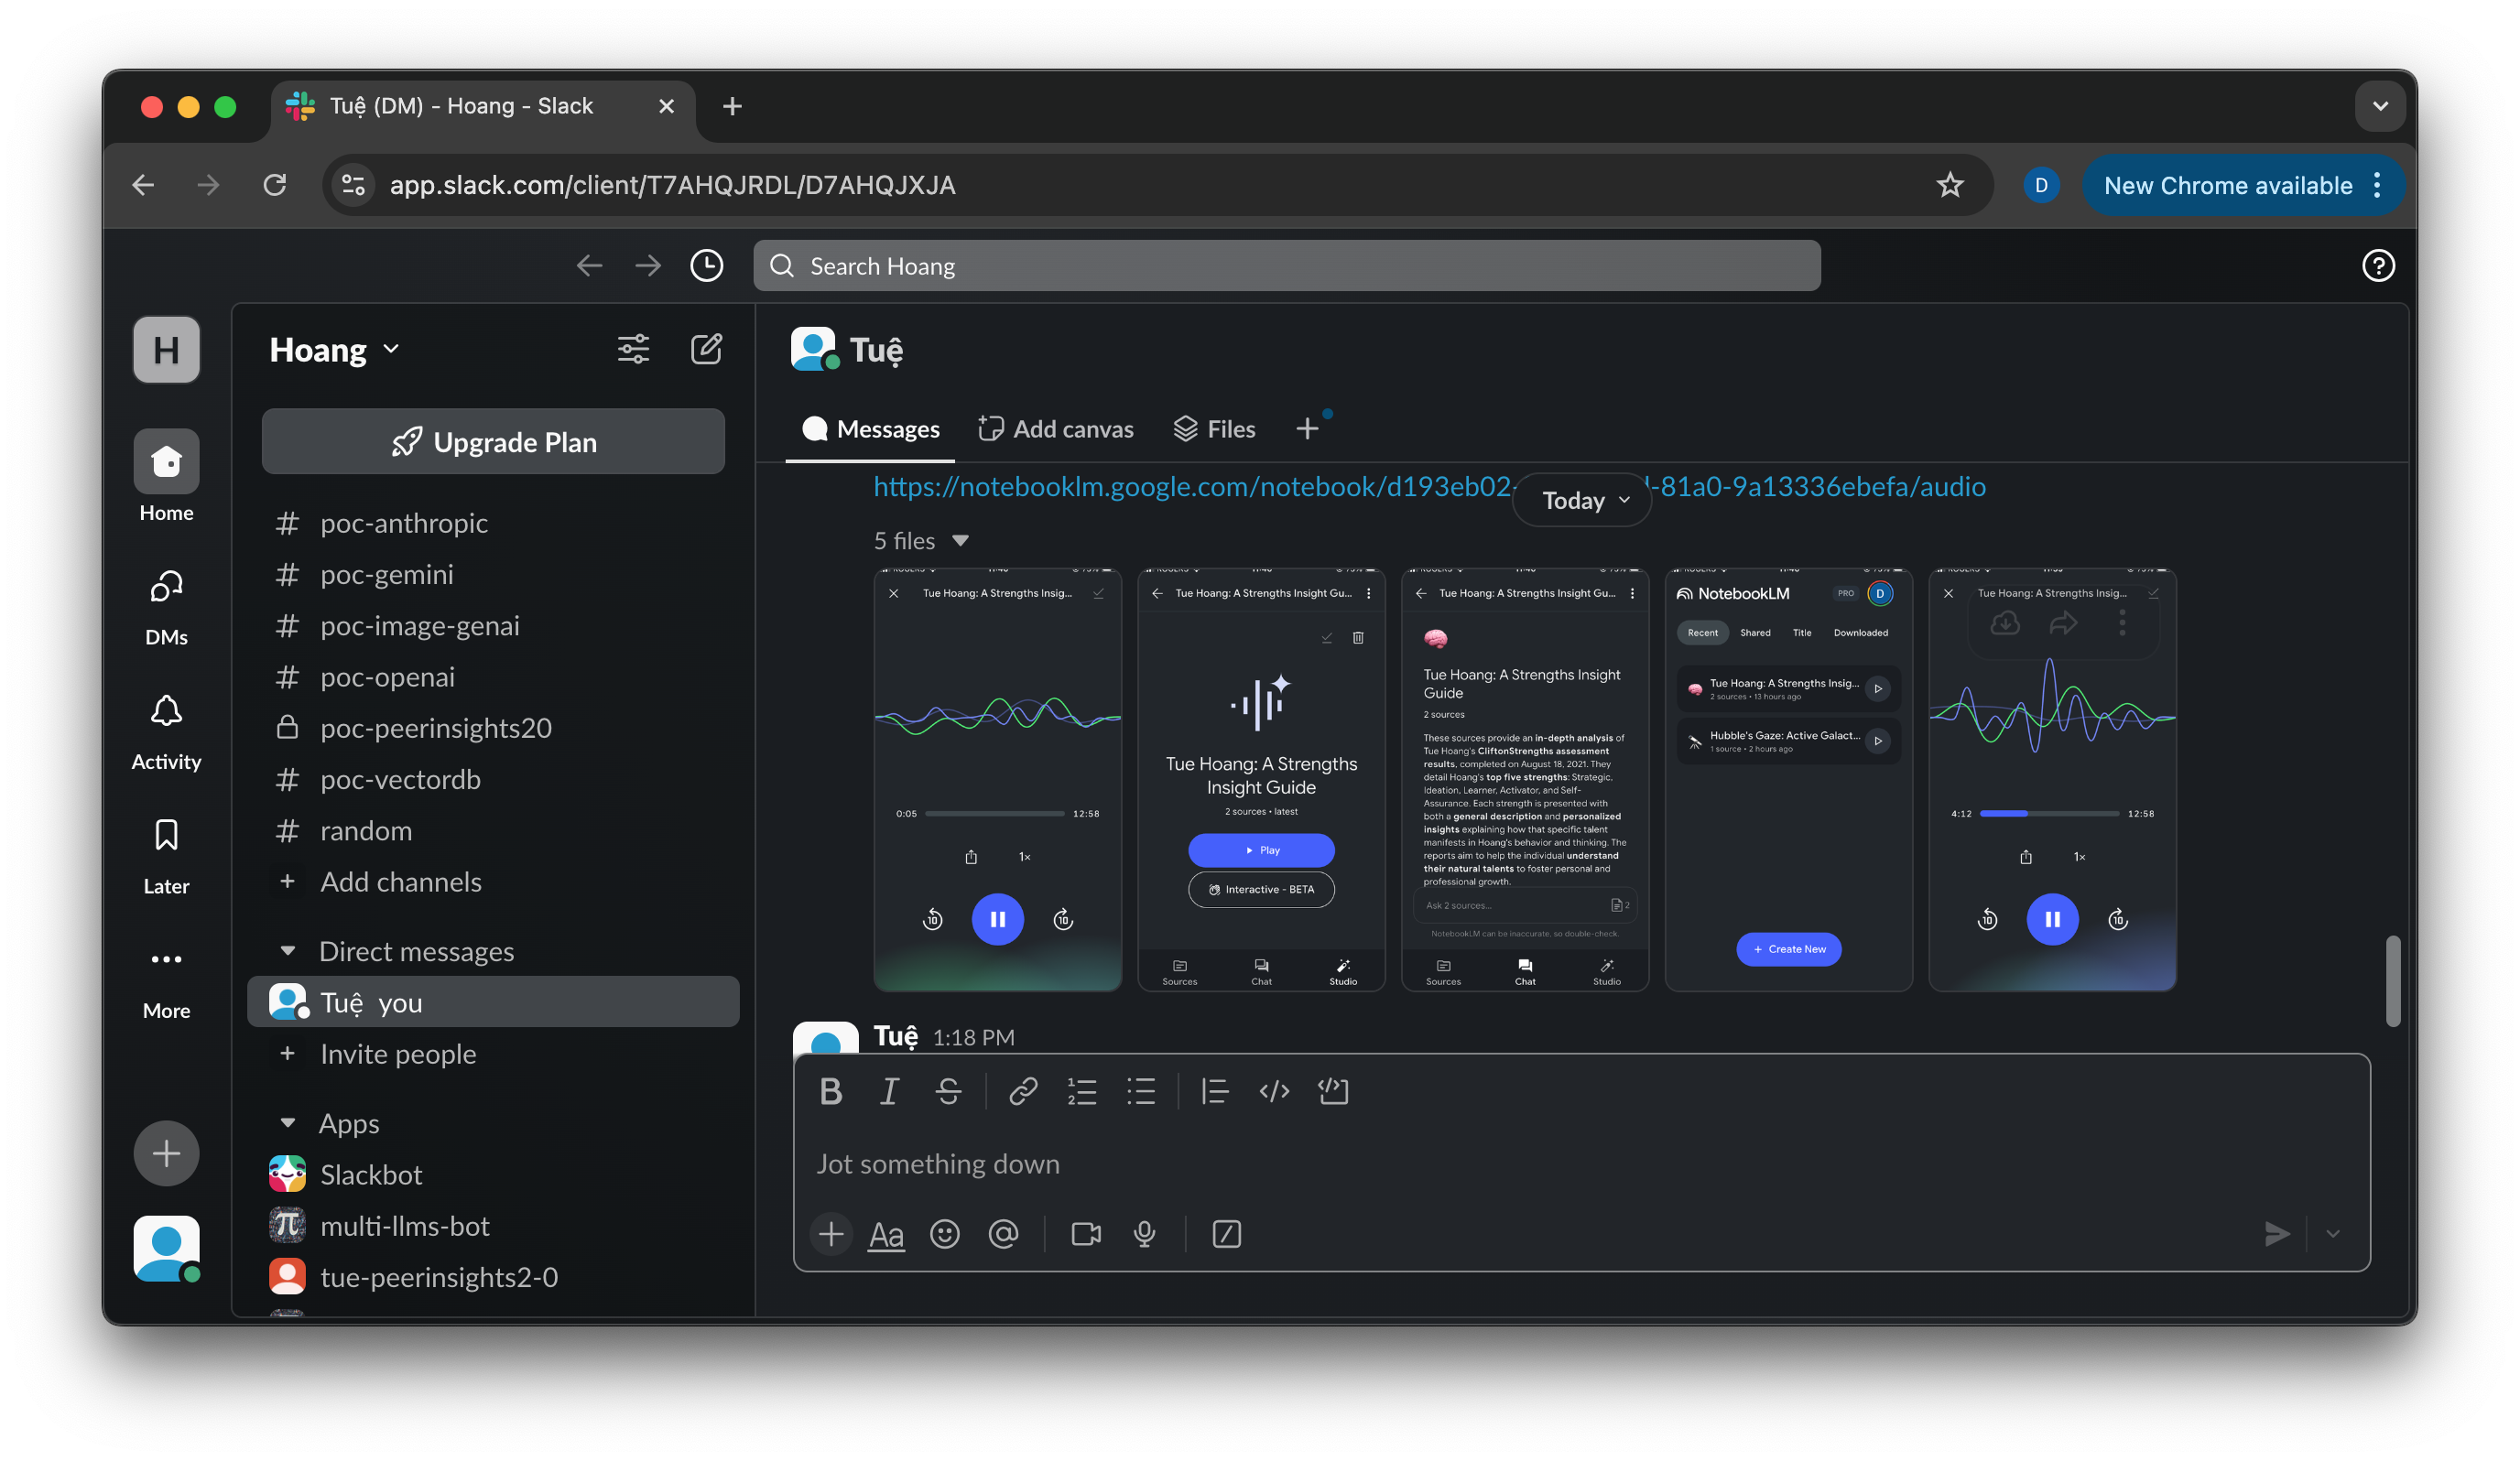 Tuệ (DM) - Hoang - Slack
app.slack.com/client/T7AHQJRDL/D7AHQJXJA
D
New Chrome available
Search Hoang
H
Home
DMs
Activity
Later
More
Hoang
Upgrade Plan
# poc-anthropic
# poc-gemini
# poc-image-genai
# poc-openai
poc-peerinsights20
# poc-vectordb
# random
+ Add channels
Direct messages
Tuệ you
+ Invite people
Apps
Slackbot
π multi-llms-bot
tue-peerinsights2-0
Tuệ
Messages
Add canvas
Files
https://notebooklm.google.com/notebook/d193eb02-
Today
-81a0-9a13336ebefa/audio
5 files
Tue Hoang: A Strengths Insig...
0:05
12:58
1×
10
10
Tue Hoang: A Strengths Insight Gu...
Tue Hoang: A Strengths
Insight Guide
2 sources • latest
Play
Interactive - BETA
Sources
Chat
Studio
Tue Hoang: A Strengths Insight Gu...
Tue Hoang: A Strengths Insight
Guide
2 sources
These sources provide an in-depth analysis of
Tue Hoang's CliftonStrengths assessment
results, completed on August 18, 2021. They
detail Hoang's top five strengths: Strategic,
Ideation, Learner, Activator, and Self-
Assurance. Each strength is presented with
both a general description and personalized
insights explaining how that specific talent
manifests in Hoang's behavior and thinking. The
reports aim to help the individual understand
their natural talents to foster personal and
professional growth.
Ask 2 sources...
2
NotebookLM can be inaccurate, so double-check.
Sources
Chat
Studio
NotebookLM
PRO
D
Recent
Shared
Title
Downloaded
Tue Hoang: A Strengths Insig...
2 sources • 13 hours ago
Hubble's Gaze: Active Galact...
1 source • 2 hours ago
+ Create New
Tue Hoang: A Strengths Insig...
4:12
12:58
1×
10
10
Tuệ 1:18 PM
Jot something down
Aa